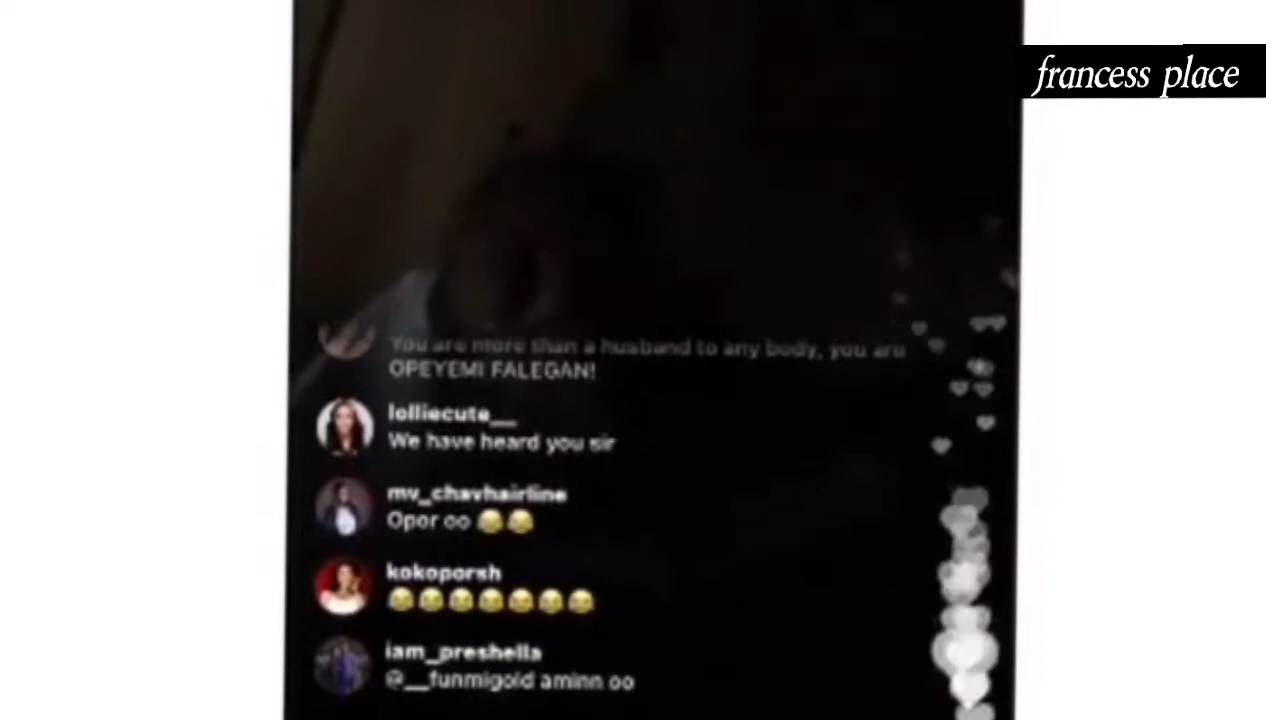 francess place
You are more than a husband to any body, you are
OPEYEMI FALEGAN!
lolliecute__
We have heard you sir
mv_chavhairline
Opor oo 😂😂
kokoporsh
😂😂😂😂😂😂😂
iam_preshella
@__funmigold aminn oo